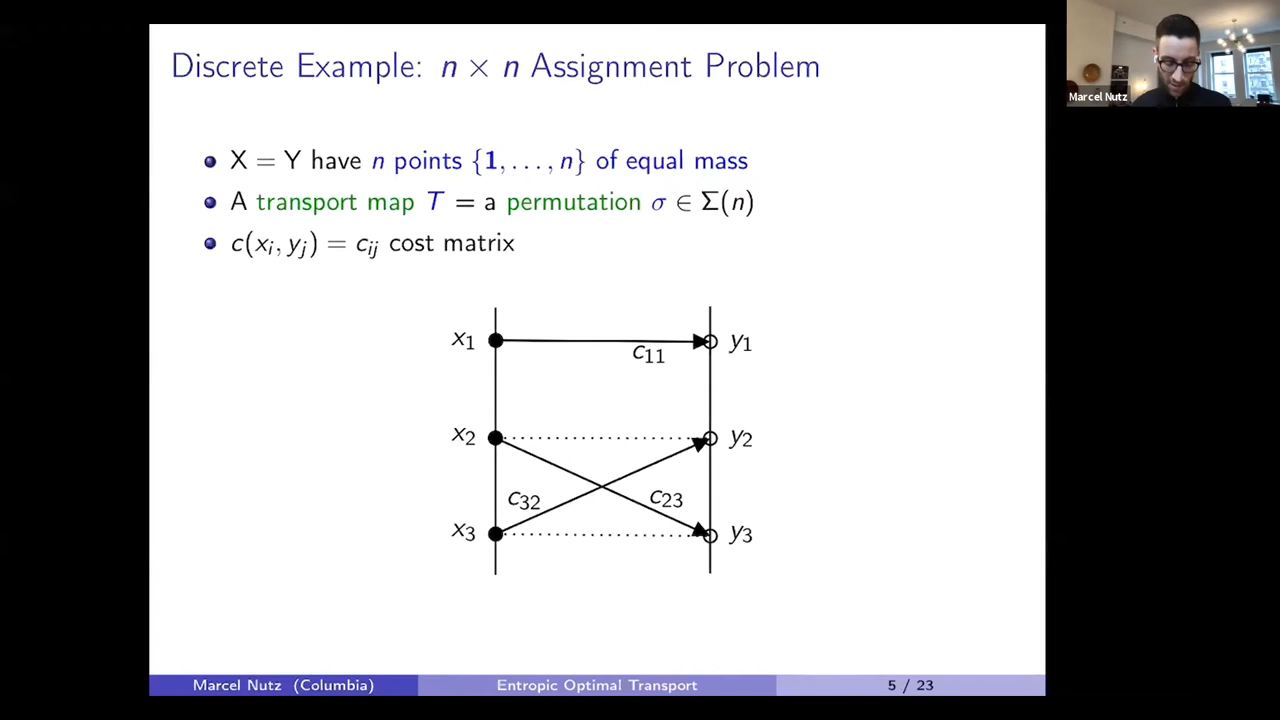 Discrete Example: n × n Assignment Problem
Marcel Nutz
X = Y have n points {1, . . . , n} of equal mass
A transport map T = a permutation σ ∈ Σ(n)
c(xᵢ, yⱼ) = cᵢⱼ cost matrix
x₁ y₁
c₁₁
x₂ y₂
c₃₂ c₂₃
x₃ y₃
Marcel Nutz (Columbia) Entropic Optimal Transport 5 / 23